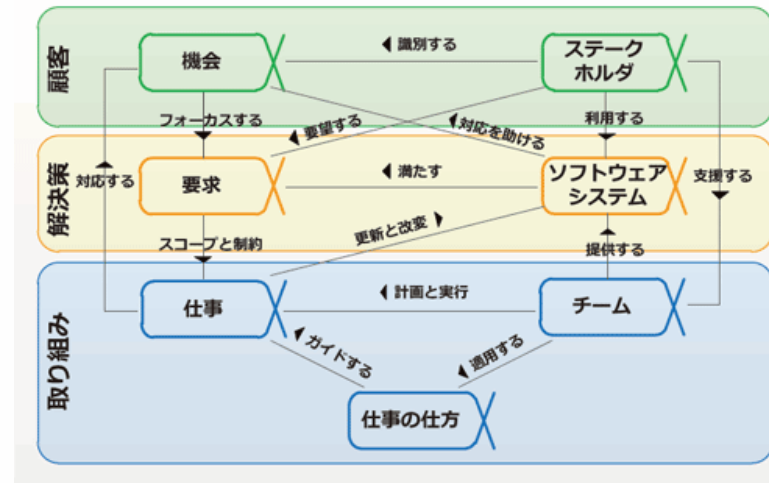 顧客
機会
識別する
ステーク
ホルダ
フォーカスする
要望する
対応を助ける
利用する
解決策
対応する
要求
満たす
ソフトウェア
システム
支援する
スコープと制約
更新と改変
提供する
取り組み
仕事
計画と実行
チーム
ガイドする
適用する
仕事の仕方